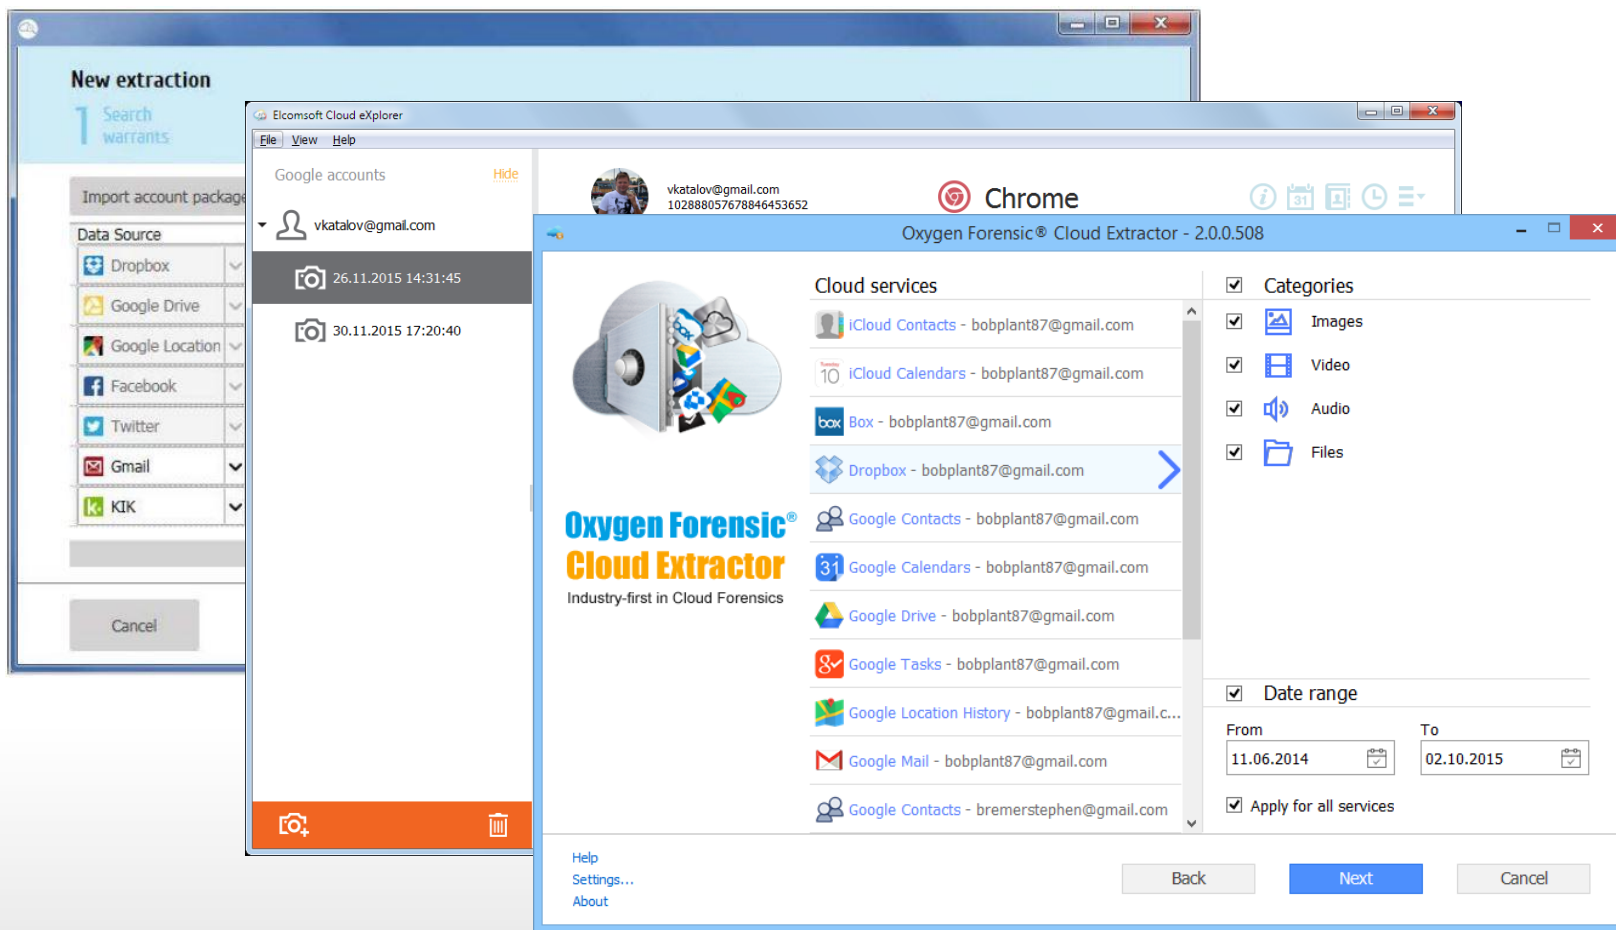 New extraction
1 Search
warrants
Import account package
Data Source
Dropbox
Google Drive
Google Location
Facebook
Twitter
Gmail
KIK
Cancel
Elcomsoft Cloud eXplorer
File View Help
Google accounts Hide
vkatalov@gmail.com
26.11.2015 14:31:45
30.11.2015 17:20:40
vkatalov@gmail.com
102888057678846453652
Chrome
31
Oxygen Forensic® Cloud Extractor - 2.0.0.508
box
Oxygen Forensic®
Cloud Extractor
Industry-first in Cloud Forensics
Cloud services
iCloud Contacts - bobplant87@gmail.com
10 iCloud Calendars - bobplant87@gmail.com
box Box - bobplant87@gmail.com
Dropbox - bobplant87@gmail.com
Google Contacts - bobplant87@gmail.com
31 Google Calendars - bobplant87@gmail.com
Google Drive - bobplant87@gmail.com
Google Tasks - bobplant87@gmail.com
Google Location History - bobplant87@gmail.c...
Google Mail - bobplant87@gmail.com
Google Contacts - bremerstephen@gmail.com
Categories
Images
Video
Audio
Files
Date range
From To
11.06.2014 02.10.2015
Apply for all services
Help
Settings...
About
Back Next Cancel